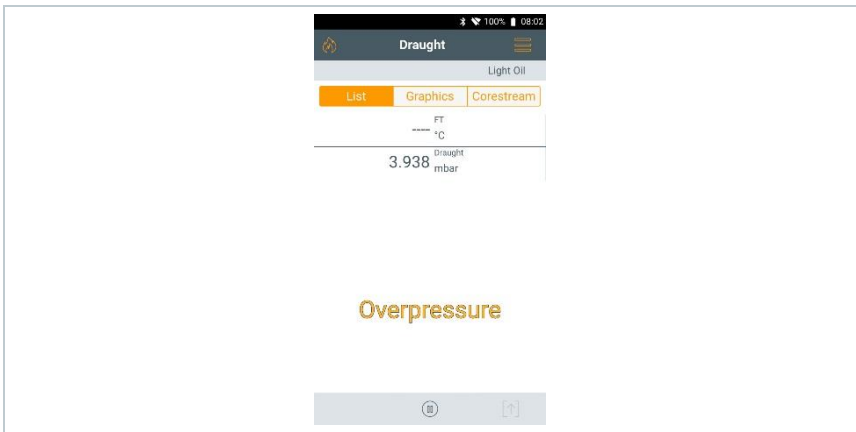 100% 08:02
Draught
Light Oil
List Graphics Corestream
---- FT °C
3.938 Draught mbar
Overpressure